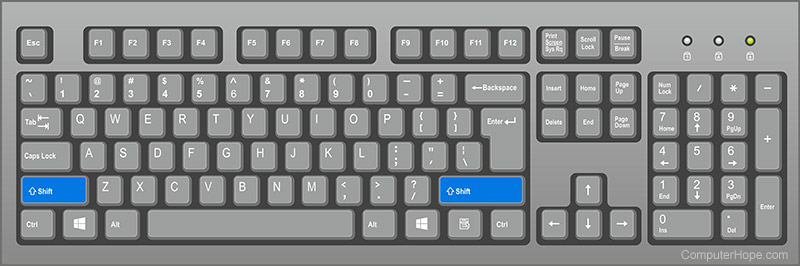 Esc F1 F2 F3 F4 F5 F6 F7 F8 F9 F10 F11 F12 Print Screen Sys Rq Scroll Lock Pause Break
~ ` ! 1 @ 2 # 3 $ 4 % 5 ^ 6 & 7 * 8 ( 9 ) 0 - + = ←Backspace Insert Home Page Up Num Lock / * -
Tab Q W E R T Y U I O P { [ } ] Enter Delete End Page Down 7 Home 8 ↑ 9 PgUp +
Caps Lock A S D F G H J K L : ; " ' | \ 4 ← 5 6 →
⇧ Shift Z X C V B N M < , > . ? / ⇧ Shift ↑ 1 End 2 ↓ 3 PgDn Enter
Ctrl Alt Alt Ctrl ← ↓ → 0 Ins . Del
ComputerHope.com